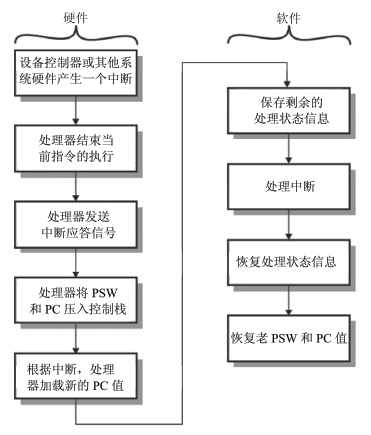 硬件
设备控制器或其他系
统硬件产生一个中断
处理器结束当
前指令的执行
处理器发送
中断应答信号
处理器将 PSW
和 PC 压入控制栈
根据中断，处理
器加载新的 PC 值
软件
保存剩余的
处理状态信息
处理中断
恢复处理状态信息
恢复老 PSW 和 PC 值